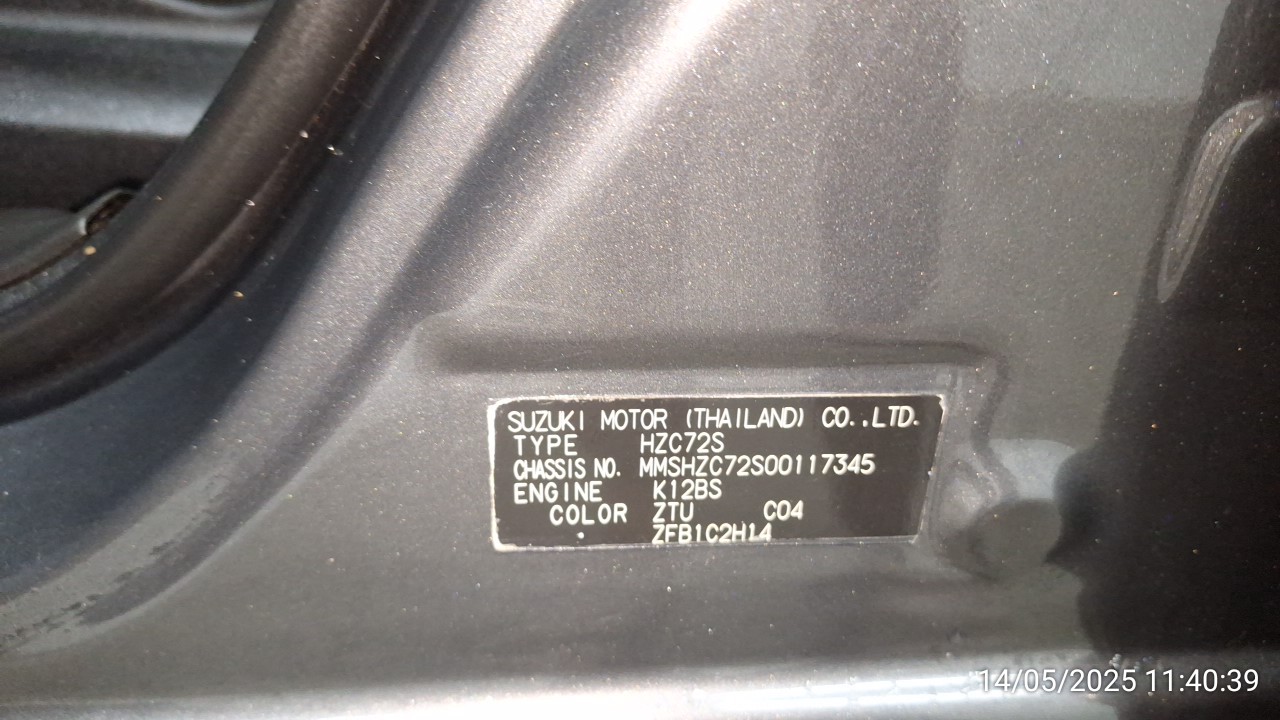 SUZUKI MOTOR (THAILAND) CO.,LTD.
TYPE HZC72S
CHASSIS NO. MMSHZC72S00117345
ENGINE K12BS
COLOR ZTU C04
ZFB1C2H14
14/05/2025 11:40:39